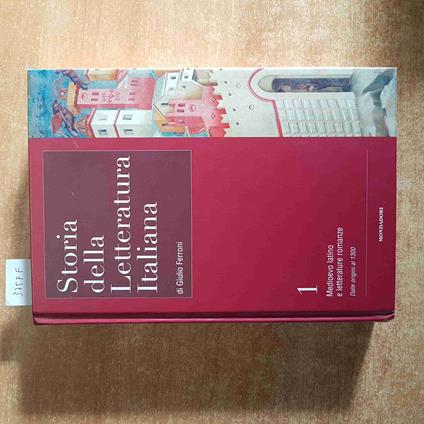 Storia
della
Letteratura
Italiana
di Giulio Ferroni
1
Medioevo latino
e letterature romanze
Dalle origini al 1300
MONDADORI